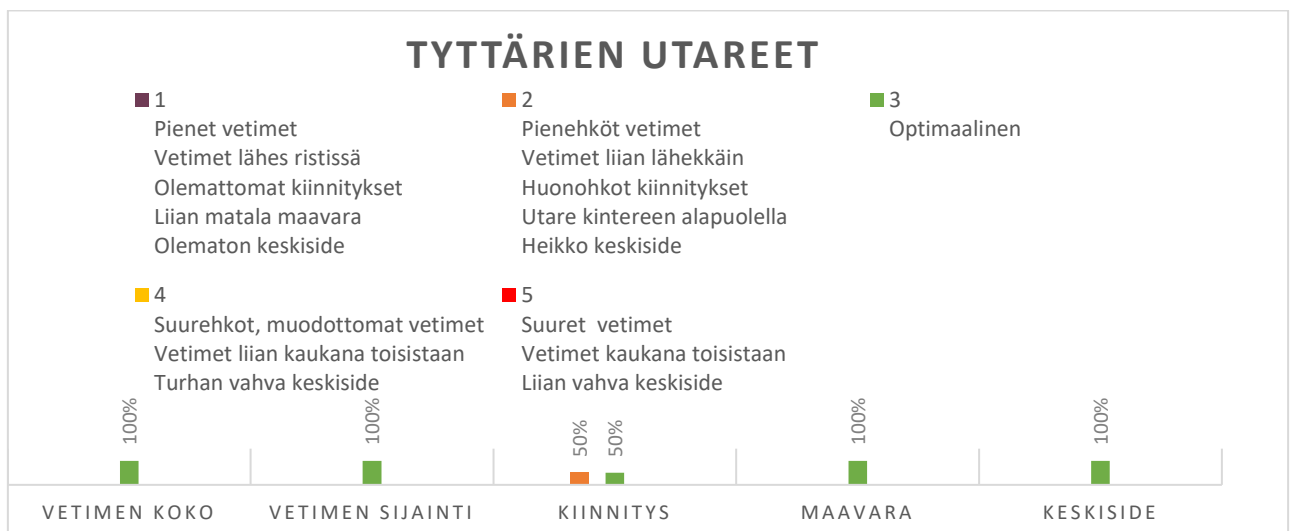 TYTTÄRIEN UTAREET
1
Pienet vetimet
Vetimet lähes ristissä
Olemattomat kiinnitykset
Liian matala maavara
Olematon keskiside
2
Pienehköt vetimet
Vetimet liian lähekkäin
Huonohkot kiinnitykset
Utare kintereen alapuolella
Heikko keskiside
3
Optimaalinen
4
Suurehkot, muodottomat vetimet
Vetimet liian kaukana toisistaan
Turhan vahva keskiside
5
Suuret vetimet
Vetimet kaukana toisistaan
Liian vahva keskiside
100%
100%
50%
50%
100%
100%
VETIMEN KOKO
VETIMEN SIJAINTI
KIINNITYS
MAAVARA
KESKISIDE